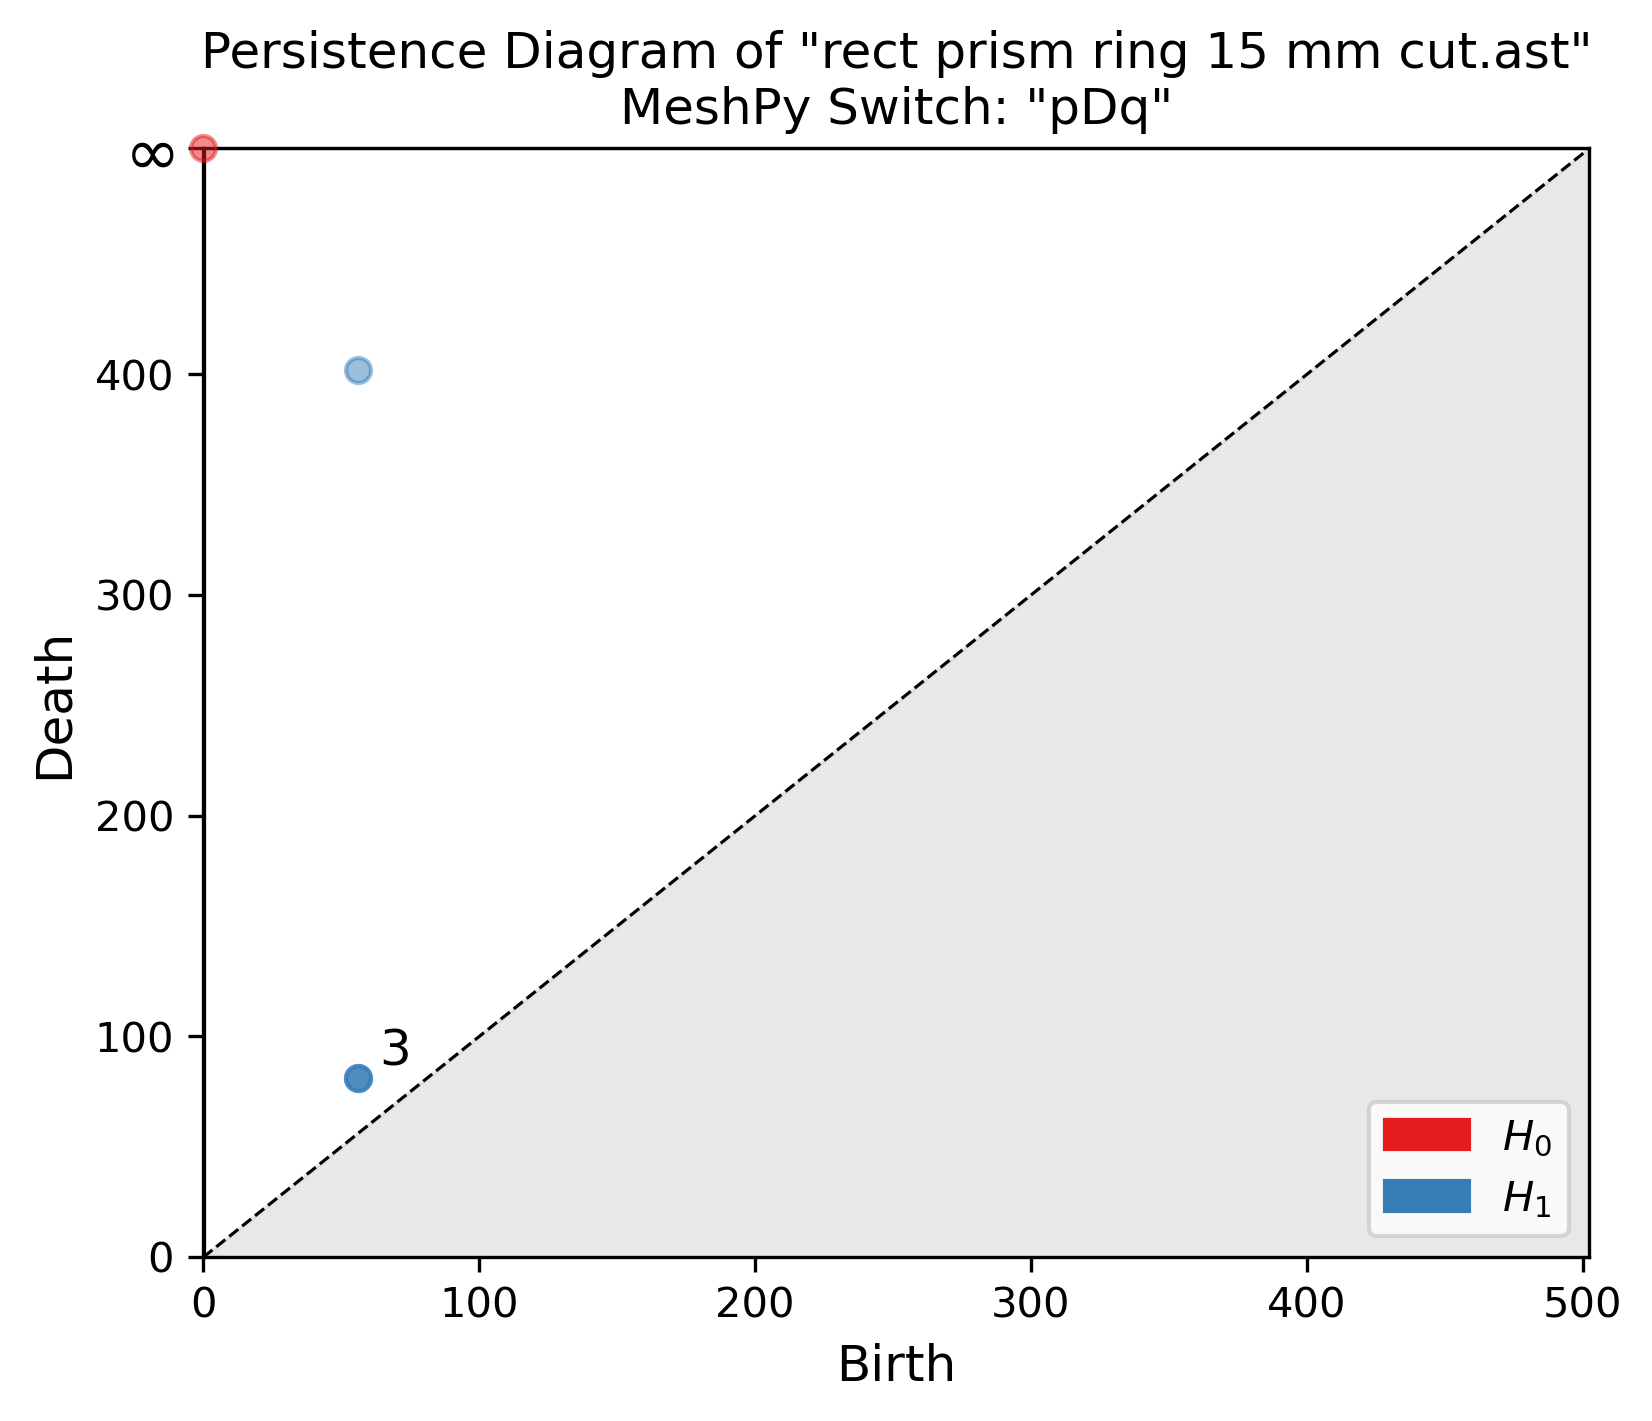 Persistence Diagram of "rect prism ring 15 mm cut.ast"
MeshPy Switch: "pDq"
∞
400
300
200
100
0
Death
3
H₀
H₁
0 100 200 300 400 500
Birth